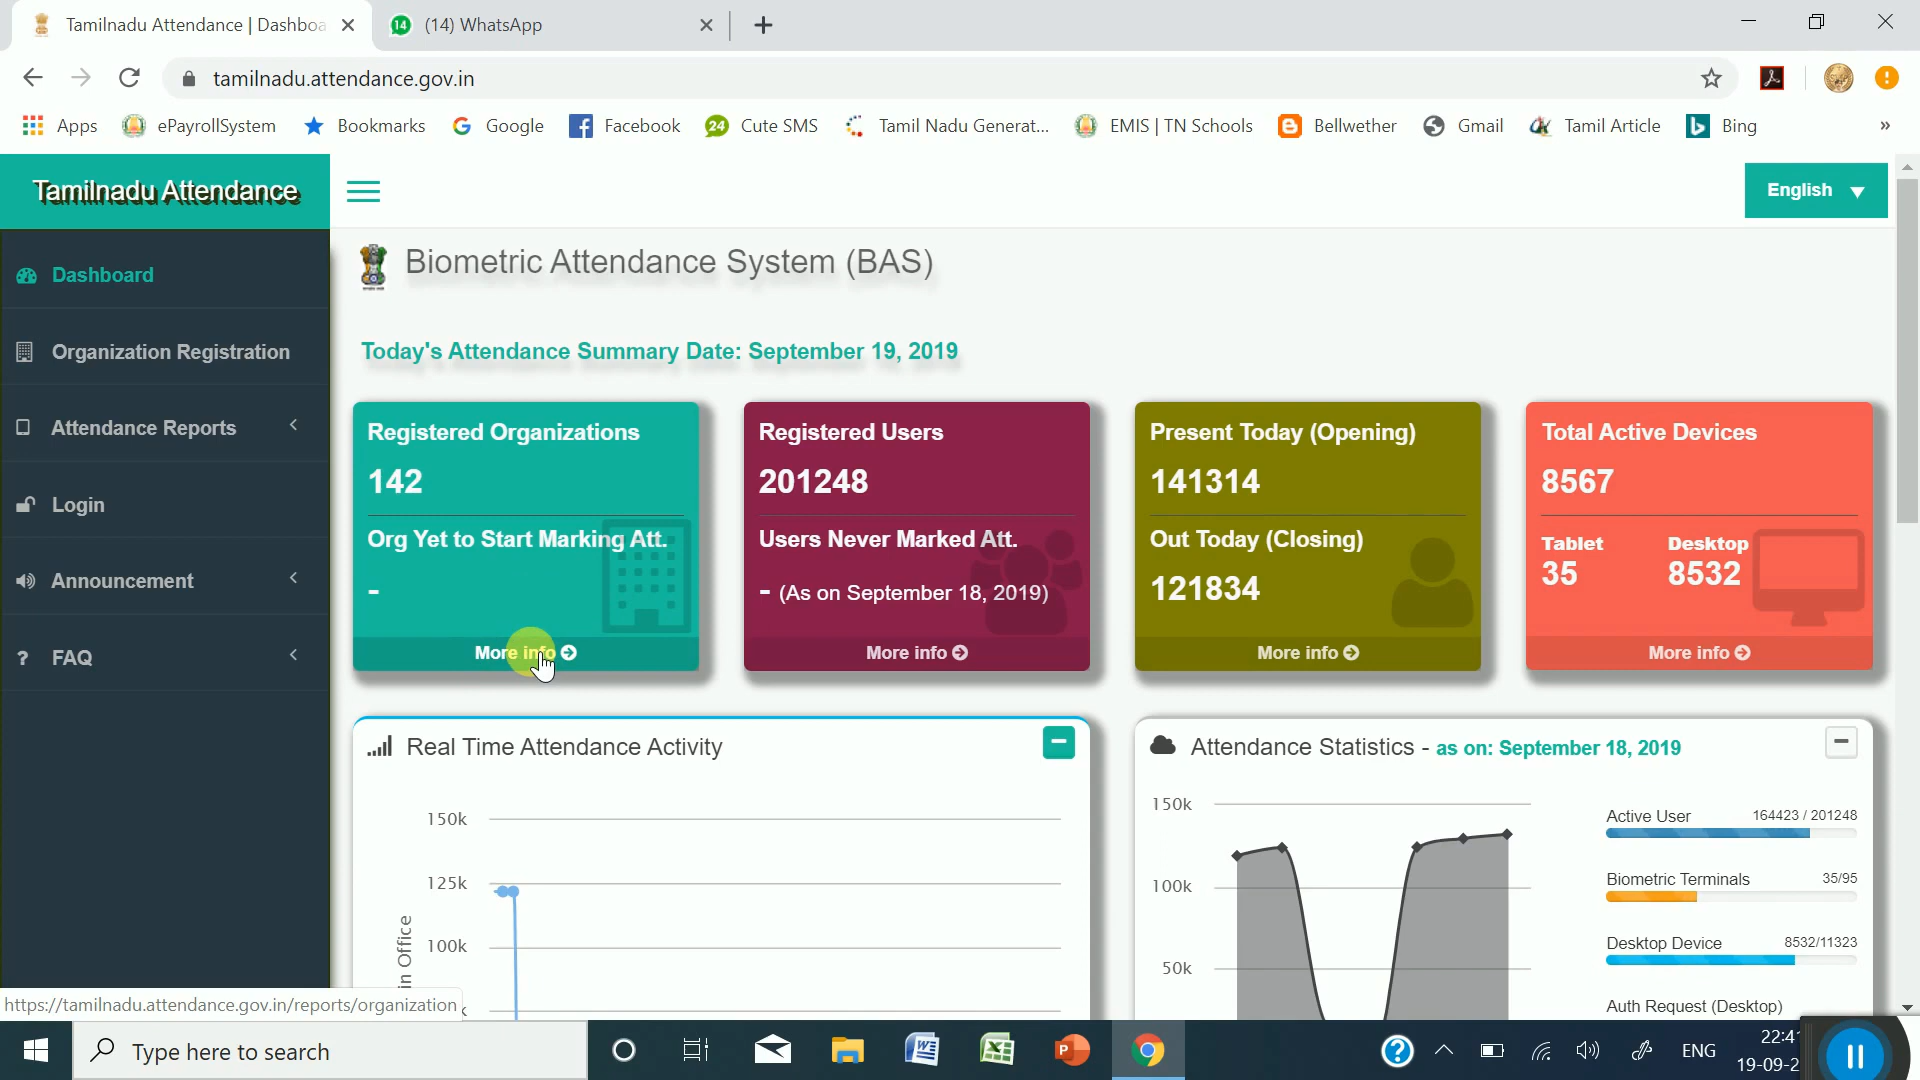 Tamilnadu Attendance | Dashboa
14
(14) WhatsApp
tamilnadu.attendance.gov.in
Apps
ePayrollSystem
Bookmarks
Google
Facebook
24
Cute SMS
Tamil Nadu Generat...
EMIS | TN Schools
Bellwether
Gmail
Tamil Article
Bing
»
Tamilnadu Attendance
English
Dashboard
Organization Registration
Attendance Reports
Login
Announcement
? FAQ
Biometric Attendance System (BAS)
Today's Attendance Summary Date: September 19, 2019
Registered Organizations
142
Org Yet to Start Marking Att.
-
More info
Registered Users
201248
Users Never Marked Att.
- (As on September 18, 2019)
More info
Present Today (Opening)
141314
Out Today (Closing)
121834
More info
Total Active Devices
8567
Tablet
35
Desktop
8532
More info
Real Time Attendance Activity
150k
125k
100k
in Office
Attendance Statistics - as on: September 18, 2019
150k
100k
50k
Active User 164423 / 201248
Biometric Terminals 35/95
Desktop Device 8532/11323
Auth Request (Desktop)
https://tamilnadu.attendance.gov.in/reports/organization
Type here to search
ENG
22:41
19-09-2